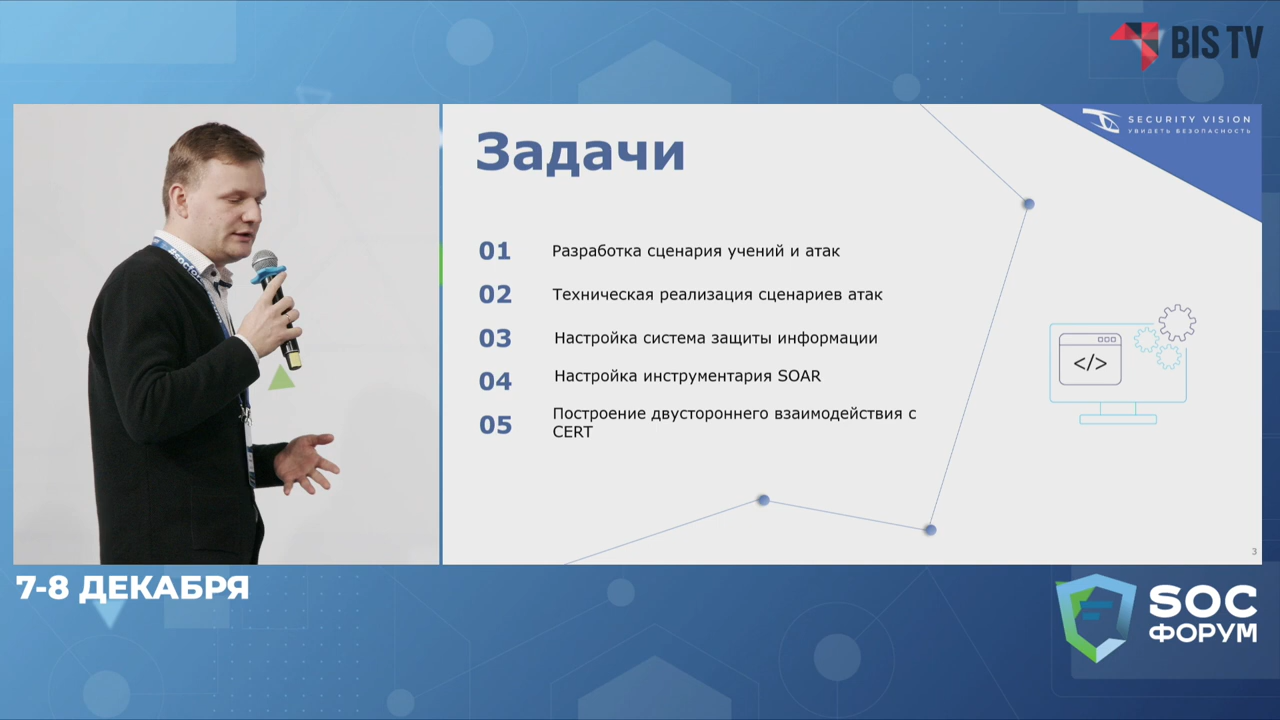 BIS TV
SECURITY VISION
УВИДЕТЬ БЕЗОПАСНОСТЬ
Задачи
01 Разработка сценария учений и атак
02 Техническая реализация сценариев атак
03 Настройка система защиты информации
04 Настройка инструментария SOAR
05 Построение двустороннего взаимодействия с
CERT
</>
3
7-8 ДЕКАБРЯ
SOC
ФОРУМ